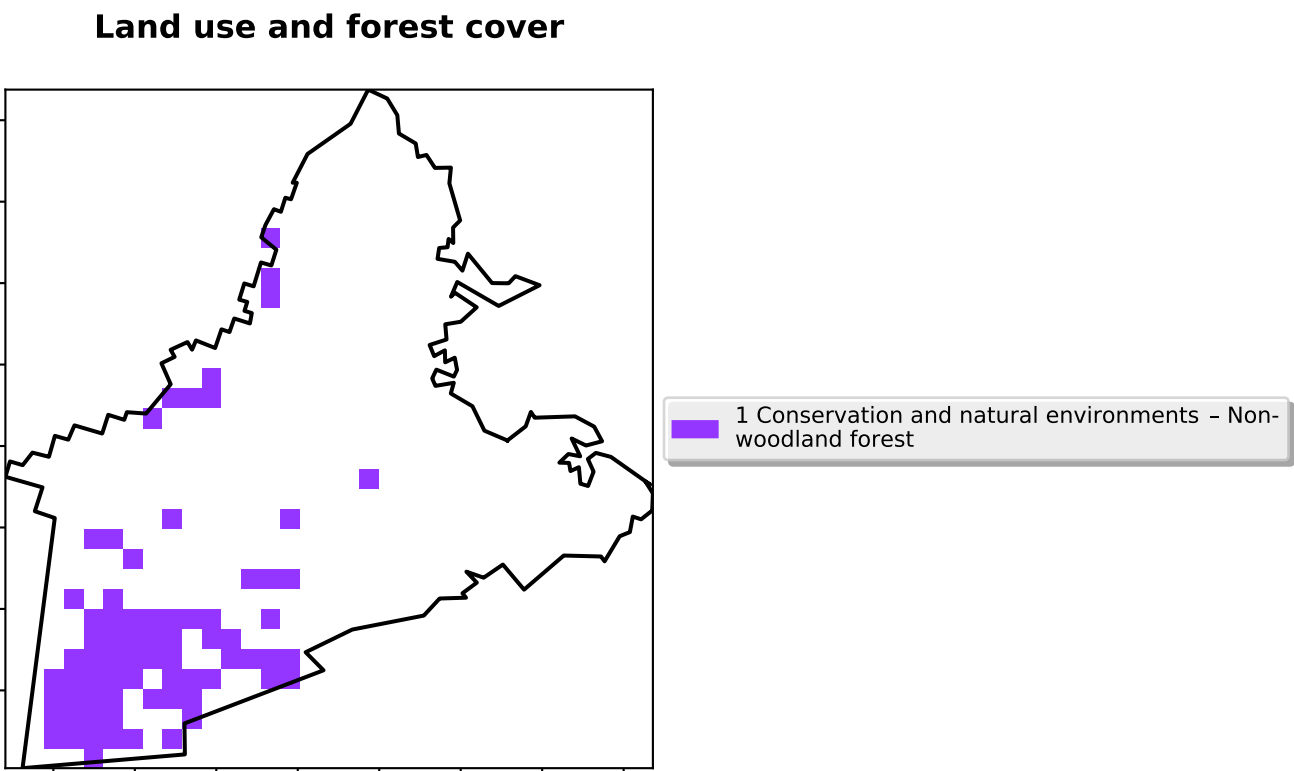 Land use and forest cover
1 Conservation and natural environments – Non-
woodland forest